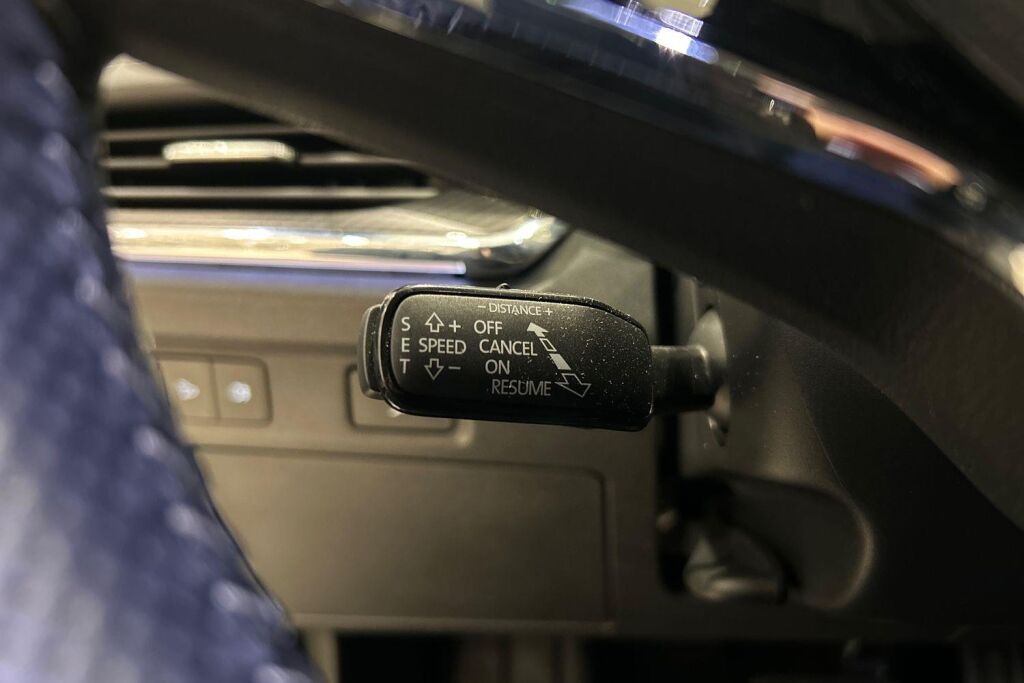 - DISTANCE +
S + OFF
E SPEED CANCEL
T - ON
RESUME